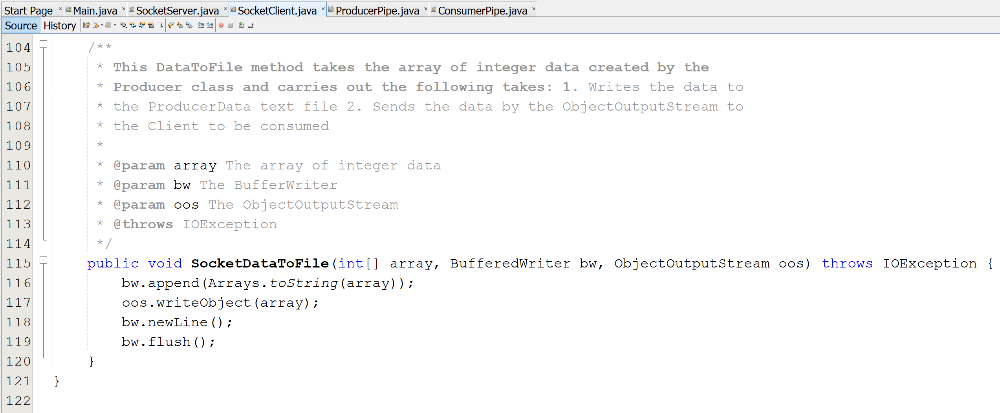 Start Page × Main.java × SocketServer.java × SocketClient.java × ProducerPipe.java × ConsumerPipe.java ×
Source History
104 /**
105 * This DataToFile method takes the array of integer data created by the
106 * Producer class and carries out the following takes: 1. Writes the data to
107 * the ProducerData text file 2. Sends the data by the ObjectOutputStream to
108 * the Client to be consumed
109 *
110 * @param array The array of integer data
111 * @param bw The BufferWriter
112 * @param oos The ObjectOutputStream
113 * @throws IOException
114 */
115 public void SocketDataToFile(int[] array, BufferedWriter bw, ObjectOutputStream oos) throws IOException {
116 bw.append(Arrays.toString(array));
117 oos.writeObject(array);
118 bw.newLine();
119 bw.flush();
120 }
121 }
122